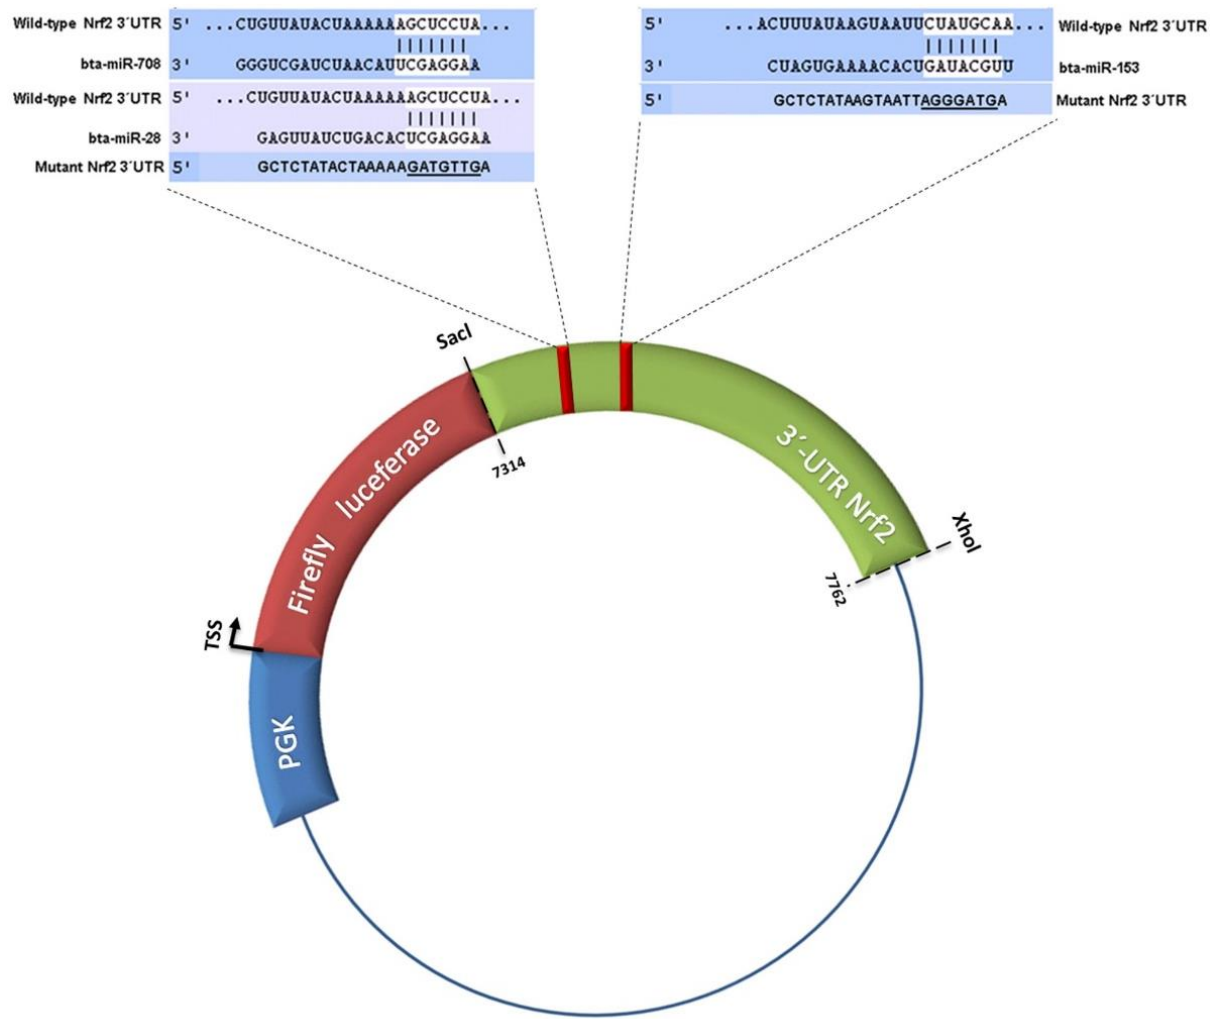 Wild-type Nrf2 3´UTR 5' ...CUGUUAUACUAAAAAAGCUCCUA...
bta-miR-708 3' GGGUCGAUCUAACAUUCGAGGAA
Wild-type Nrf2 3´UTR 5' ...CUGUUAUACUAAAAAAGCUCCUA...
bta-miR-28 3' GAGUUAUCUGACACUCGAGGAA
Mutant Nrf2 3´UTR 5' GCTCTATACTAAAAAGATGTTGA
5' ...ACUUUAUAAGUAAUUCUAUGCAA... Wild-type Nrf2 3´UTR
3' CUAGUGAAAACACUGAUACGUU bta-miR-153
5' GCTCTATAAGTAATTAGGGATGA Mutant Nrf2 3´UTR
SacI
7314
3´-UTR Nrf2
XhoI
7762
Firefly luceferase
TSS
PGK